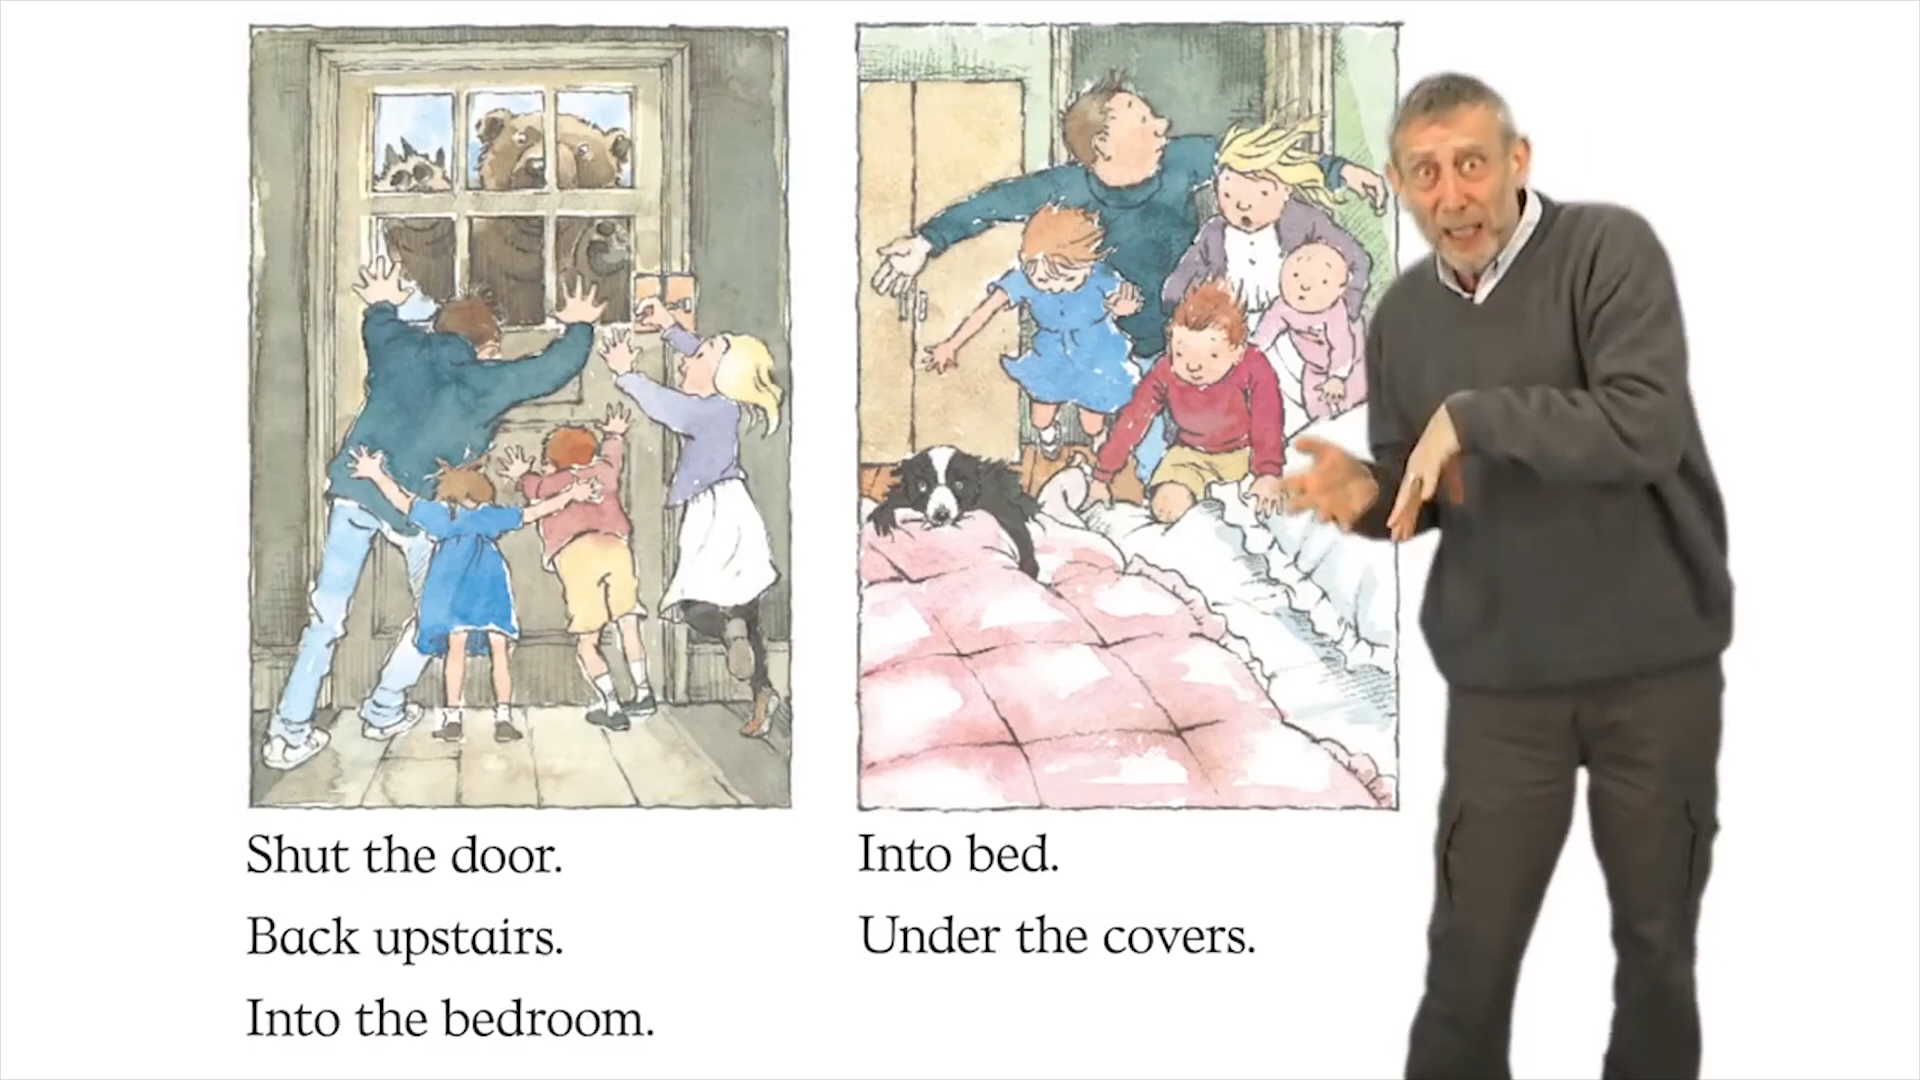 Shut the door.
Back upstairs.
Into the bedroom.
Into bed.
Under the covers.